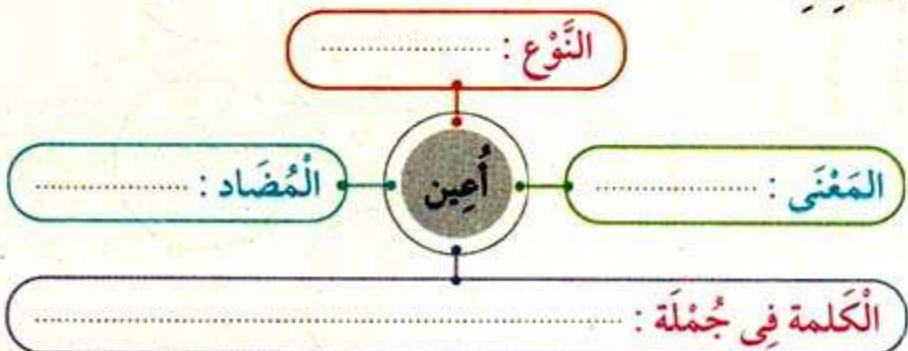 النَّوْع : ....................
المَعْنَى : ....................
أُعِين
الْمُضَاد : ....................
الْكَلمة فِى جُمْلَة : ....................